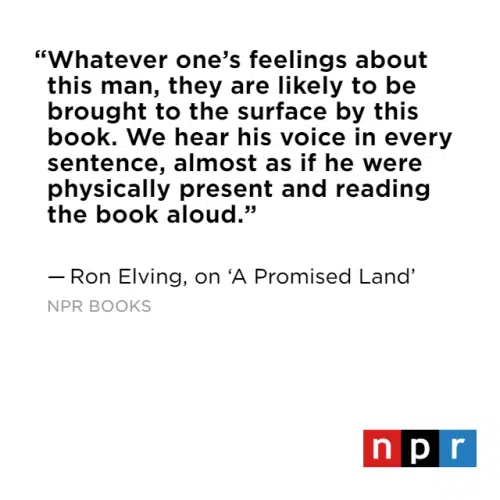 “Whatever one’s feelings about
this man, they are likely to be
brought to the surface by this
book. We hear his voice in every
sentence, almost as if he were
physically present and reading
the book aloud.”
— Ron Elving, on ‘A Promised Land’
NPR BOOKS
npr